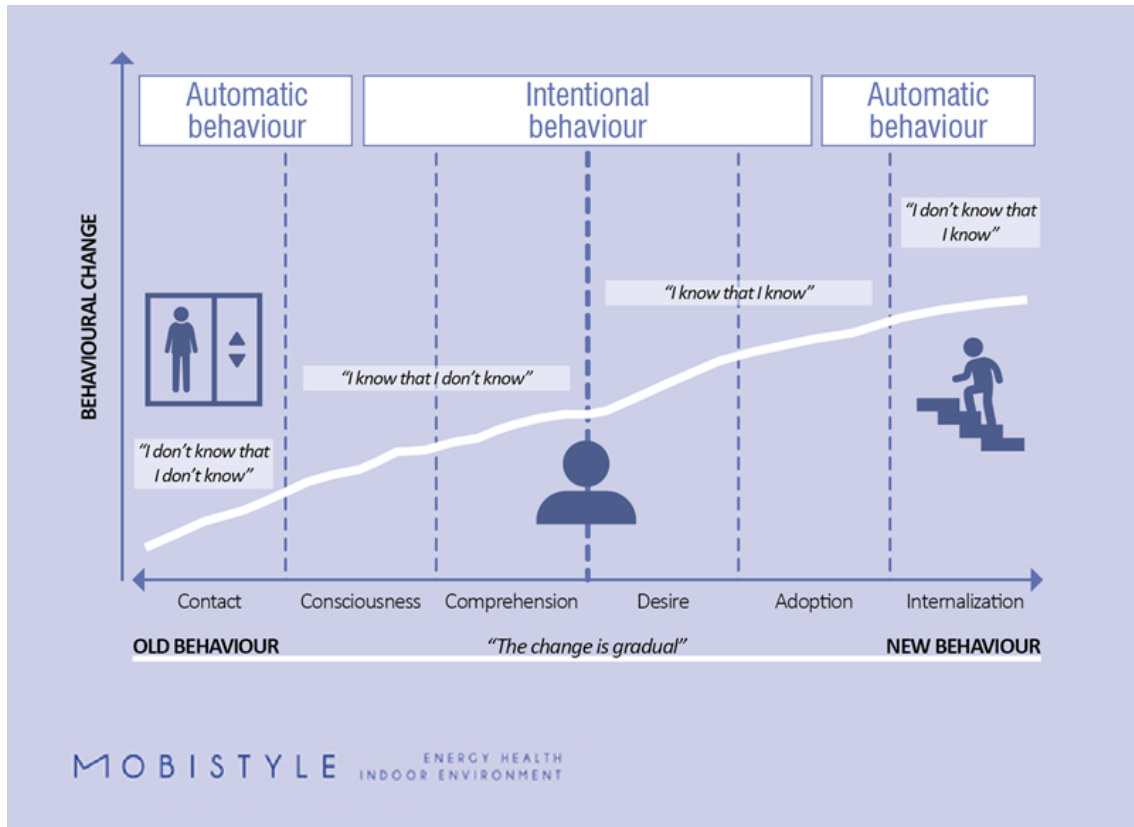 Automatic
behaviour
Intentional
behaviour
Automatic
behaviour
BEHAVIOURAL CHANGE
“I don’t know that
I know”
“I know that I know”
“I know that I don’t know”
“I don’t know that
I don’t know”
Contact
Consciousness
Comprehension
Desire
Adoption
Internalization
OLD BEHAVIOUR
“The change is gradual”
NEW BEHAVIOUR
MOBISTYLE
ENERGY HEALTH
INDOOR ENVIRONMENT